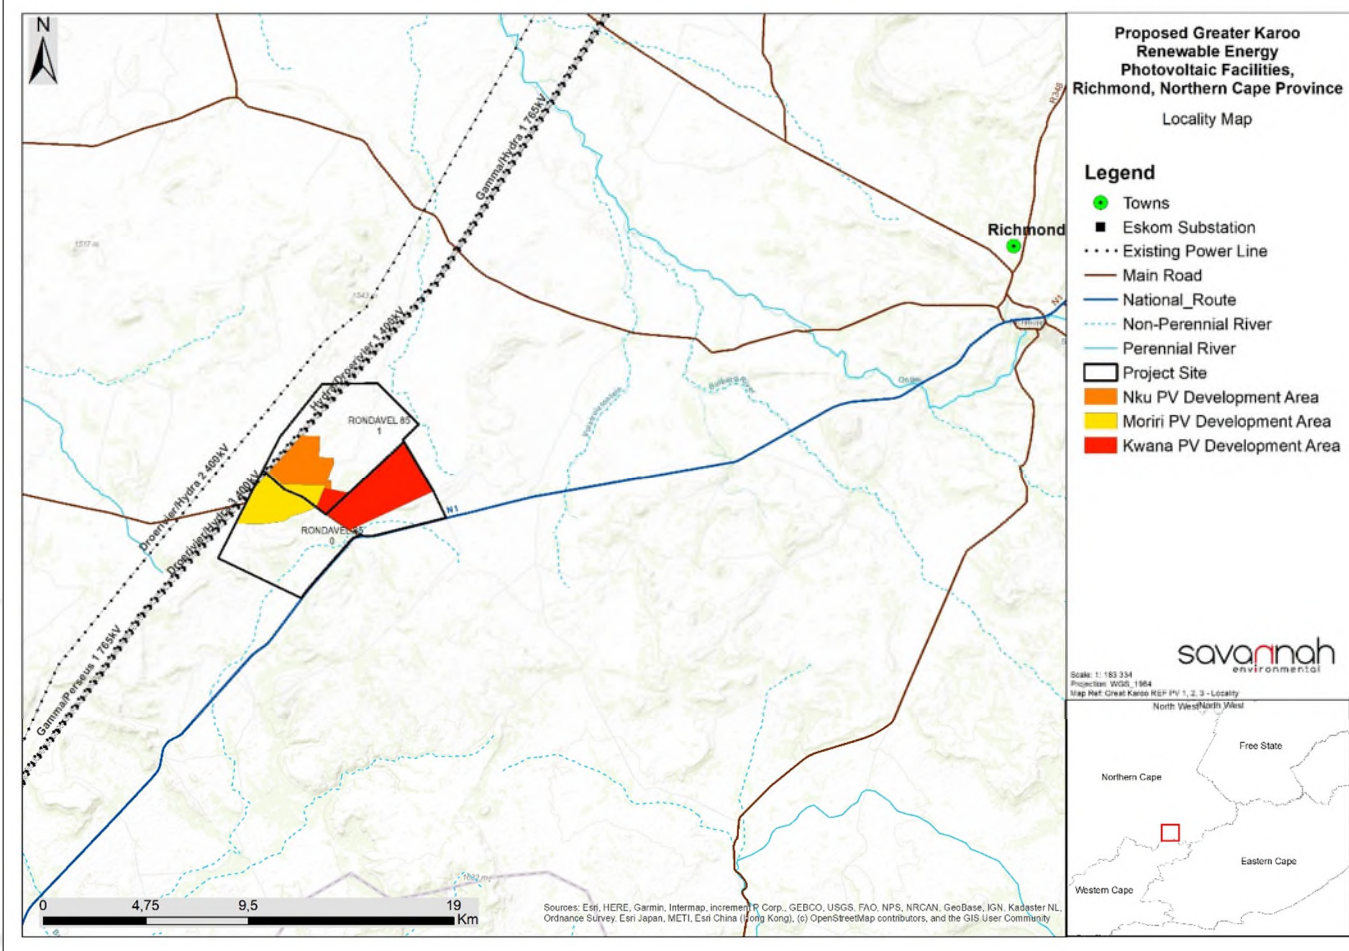 N
Gamma/Hydra 1 765kV
R348
1517 m
Richmond
N1
Hydra/Droerivier 1 400kV
Ongers
RONDAVEL 85
1
Droerivier/Hydra 2 400kV
Droerivier/Hydra 3 400kV
N1
RONDAVEL 85
0
Gamma/Perseus 1 765kV
0 4,75 9,5 19
Km
Sources: Esri, HERE, Garmin, Intermap, increment P Corp., GEBCO, USGS, FAO, NPS, NRCAN, GeoBase, IGN, Kadaster NL,
Ordnance Survey, Esri Japan, METI, Esri China (Hong Kong), (c) OpenStreetMap contributors, and the GIS User Community
Proposed Greater Karoo
Renewable Energy
Photovoltaic Facilities,
Richmond, Northern Cape Province
Locality Map
Legend
Towns
Eskom Substation
Existing Power Line
Main Road
National_Route
Non-Perennial River
Perennial River
Project Site
Nku PV Development Area
Moriri PV Development Area
Kwana PV Development Area
savannah
environmental
Scale: 1: 183 334
Projection: WGS_1984
Map Ref: Great Karoo REF PV 1, 2, 3 - Locality
North West North West
Free State
Northern Cape
Eastern Cape
Western Cape